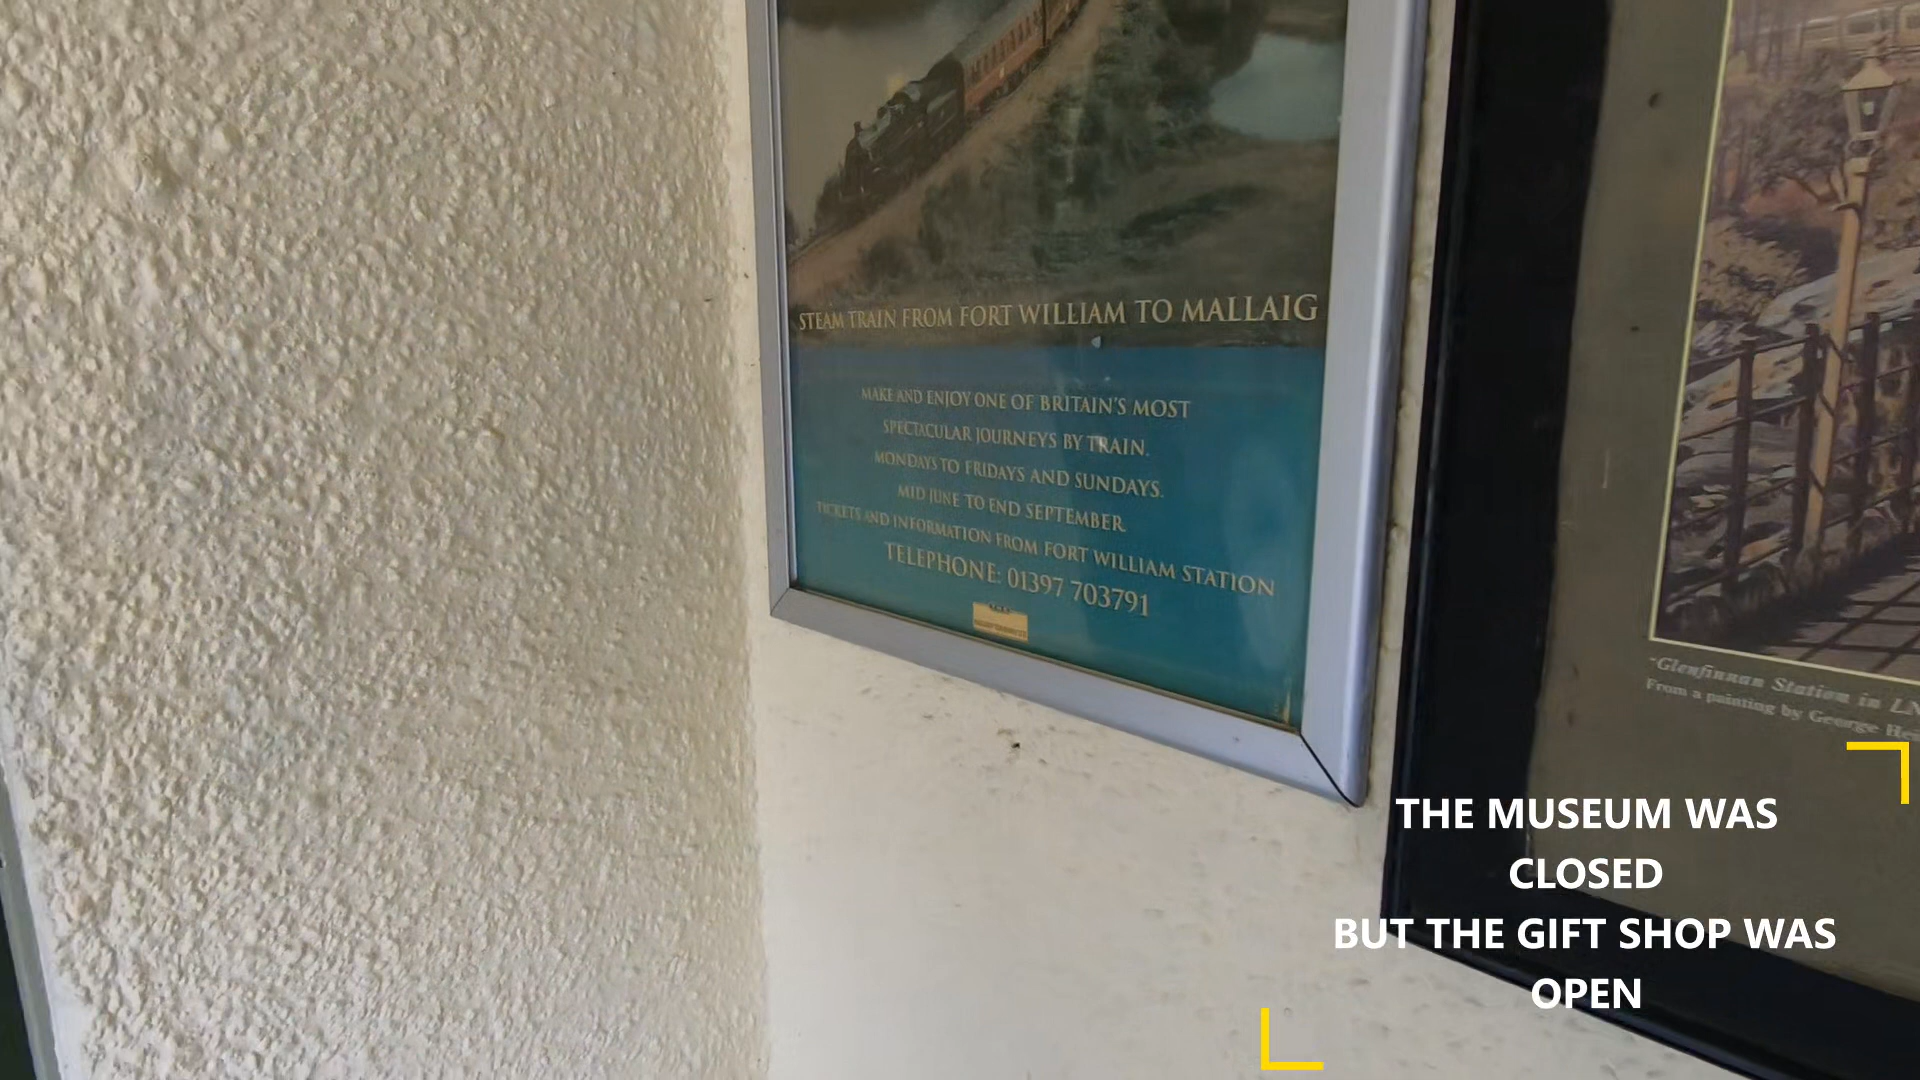 STEAM TRAIN FROM FORT WILLIAM TO MALLAIG
MAKE AND ENJOY ONE OF BRITAIN'S MOST
SPECTACULAR JOURNEYS BY TRAIN.
MONDAYS TO FRIDAYS AND SUNDAYS.
MID JUNE TO END SEPTEMBER.
TICKETS AND INFORMATION FROM FORT WILLIAM STATION
TELEPHONE: 01397 703791
"Glenfinnan Station in LN
From a painting by George He
THE MUSEUM WAS
CLOSED
BUT THE GIFT SHOP WAS
OPEN